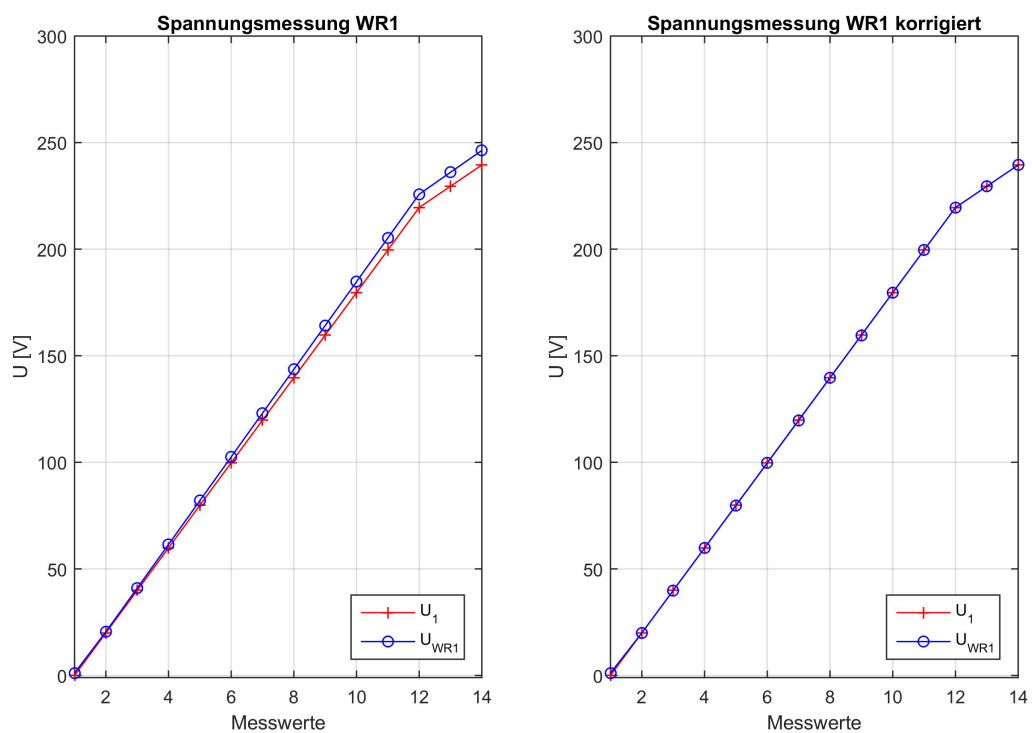 Spannungsmessung WR1
300
250
200
150
100
50
0
U [V]
2 4 6 8 10 12 14
Messwerte
U1
UWR1
Spannungsmessung WR1 korrigiert
300
250
200
150
100
50
0
U [V]
2 4 6 8 10 12 14
Messwerte
U1
UWR1